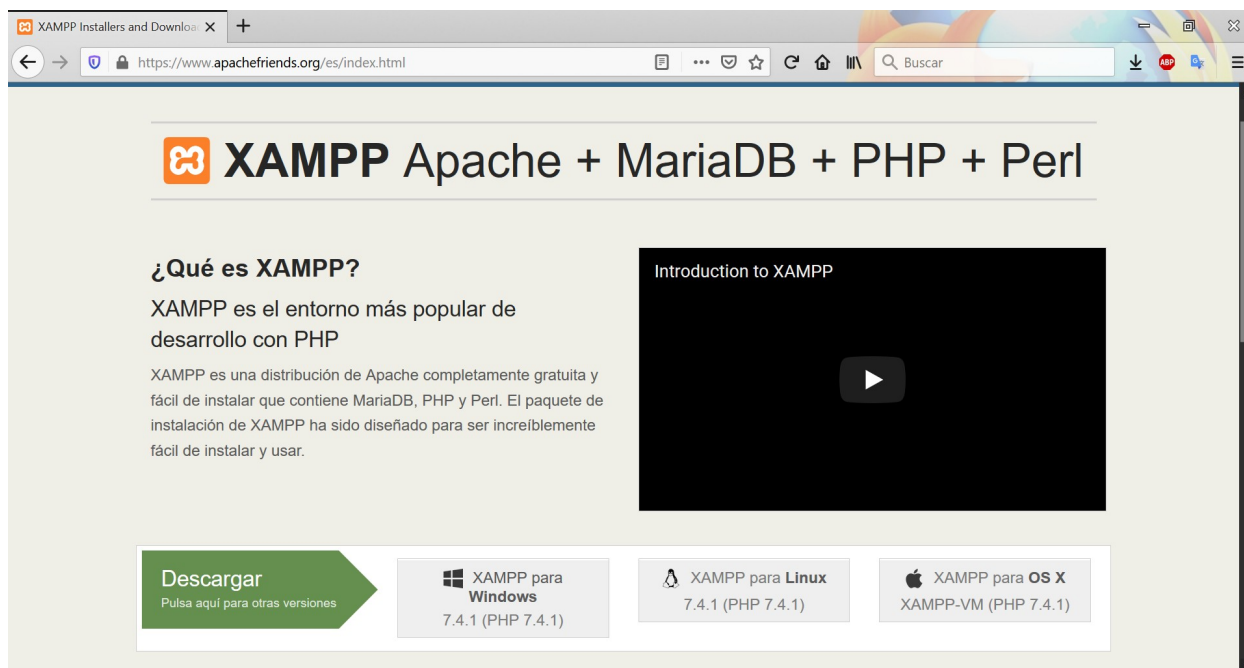 XAMPP Installers and Downloa
https://www.apachefriends.org/es/index.html
Buscar
ABP
XAMPP Apache + MariaDB + PHP + Perl
¿Qué es XAMPP?
XAMPP es el entorno más popular de
desarrollo con PHP
XAMPP es una distribución de Apache completamente gratuita y
fácil de instalar que contiene MariaDB, PHP y Perl. El paquete de
instalación de XAMPP ha sido diseñado para ser increíblemente
fácil de instalar y usar.
Introduction to XAMPP
Descargar
Pulsa aquí para otras versiones
XAMPP para
Windows
7.4.1 (PHP 7.4.1)
XAMPP para Linux
7.4.1 (PHP 7.4.1)
XAMPP para OS X
XAMPP-VM (PHP 7.4.1)